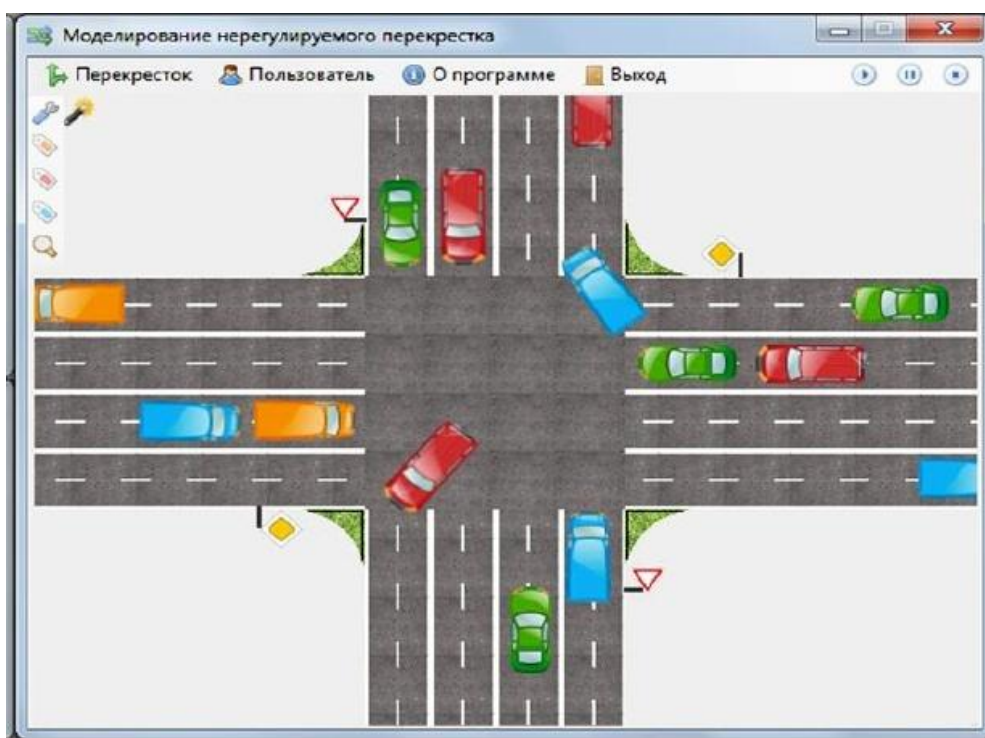 Моделирование нерегулируемого перекрестка
Перекресток Пользователь О программе Выход